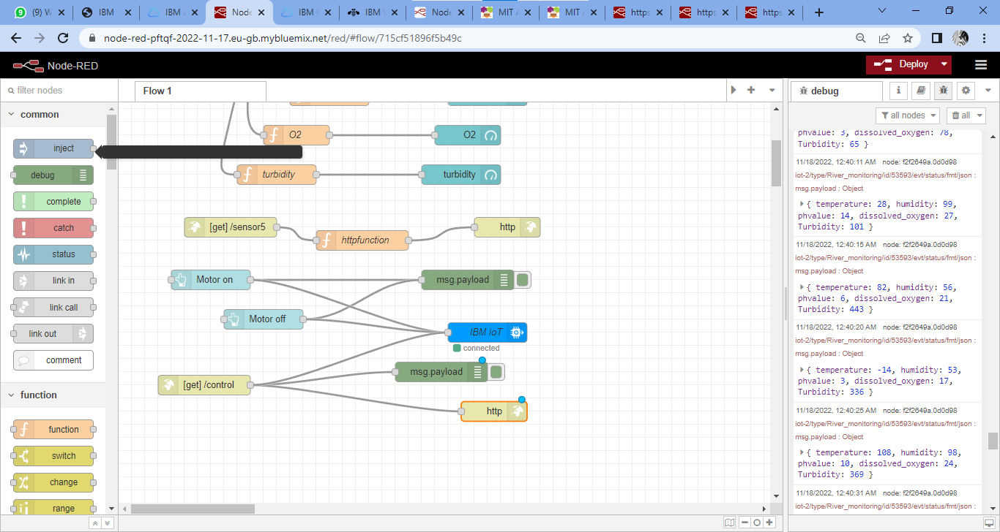 (9) W
IBM
IBM
Node
IBM
IBM
Node
MIT
MIT
https
https
https
node-red-pftqf-2022-11-17.eu-gb.mybluemix.net/red/#flow/715cf51896f5b49c
Node-RED
Deploy
filter nodes
Flow 1
debug
i
common
all nodes
all
inject
debug
complete
catch
status
link in
link call
link out
comment
function
function
switch
change
range
O2
O2
turbidity
turbidity
[get] /sensor5
httpfunction
http
Motor on
msg.payload
Motor off
IBM IoT
connected
msg.payload
[get] /control
http
phvalue: 3, dissolved_oxygen: 78,
Turbidity: 65 }
11/18/2022, 12:40:11 AM node: f2f2649a.0d0d98
iot-2/type/River_monitoring/id/53593/evt/status/fmt/json :
msg.payload : Object
{ temperature: 28, humidity: 99,
phvalue: 14, dissolved_oxygen: 27,
101 }
11/18/2022, 12:40:15 AM node: f2f2649a.0d0d98
iot-2/type/River_monitoring/id/53593/evt/status/fmt/json :
msg.payload : Object
{ temperature: 82, humidity: 56,
phvalue: 6, dissolved_oxygen: 21,
443 }
11/18/2022, 12:40:20 AM node: f2f2649a.0d0d98
iot-2/type/River_monitoring/id/53593/evt/status/fmt/json :
msg.payload : Object
{ temperature: -14, humidity: 53,
phvalue: 3, dissolved_oxygen: 17,
Turbidity: 336 }
11/18/2022, 12:40:25 AM node: f2f2649a.0d0d98
iot-2/type/River_monitoring/id/53593/evt/status/fmt/json :
msg.payload : Object
{ temperature: 108, humidity: 98,
phvalue: 10, dissolved_oxygen: 24,
Turbidity: 369 }
11/18/2022, 12:40:31 AM node: f2f2649a.0d0d98
iot-2/type/River_monitoring/id/53593/evt/status/fmt/json :